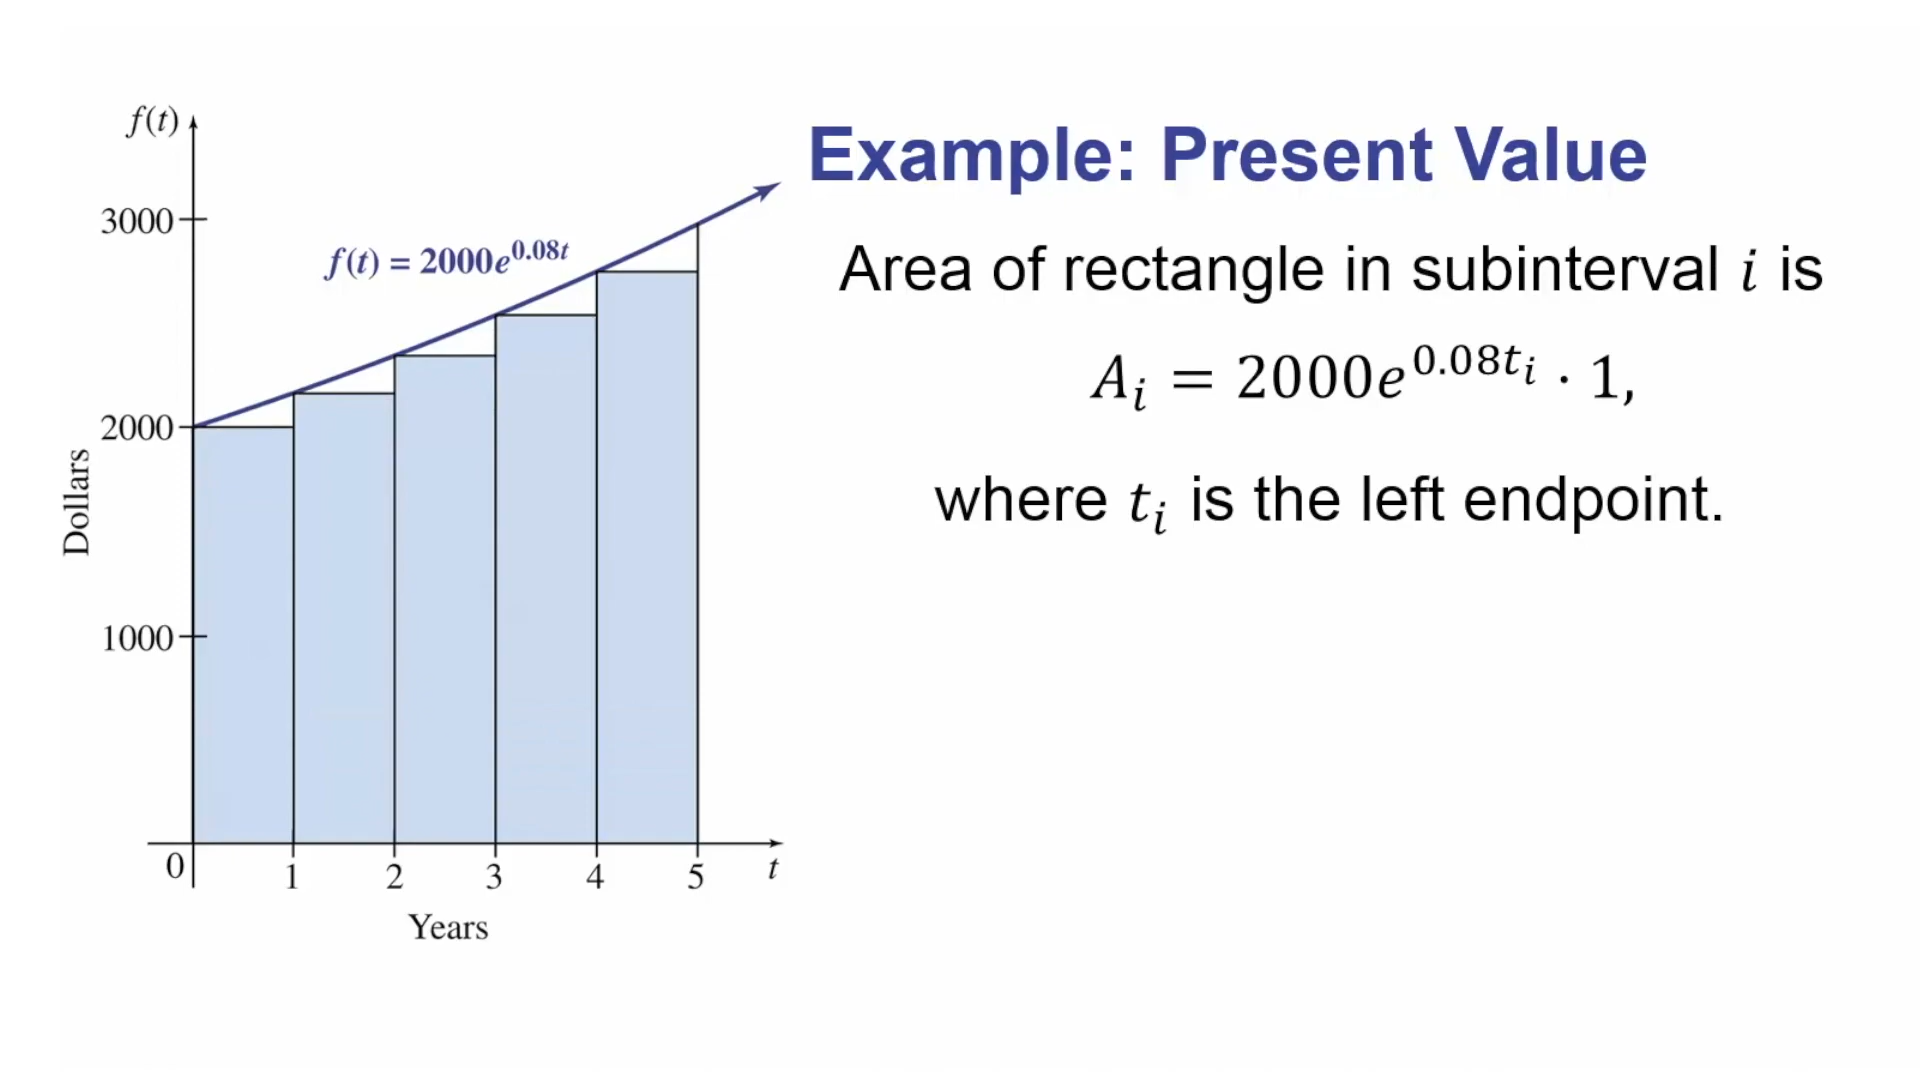 f(t)
3000
f(t) = 2000e^0.08t
2000
Dollars
1000
0
1 2 3 4 5 t
Years
Example: Present Value
Area of rectangle in subinterval i is
A_i = 2000e^{0.08t_i} · 1,
where t_i is the left endpoint.